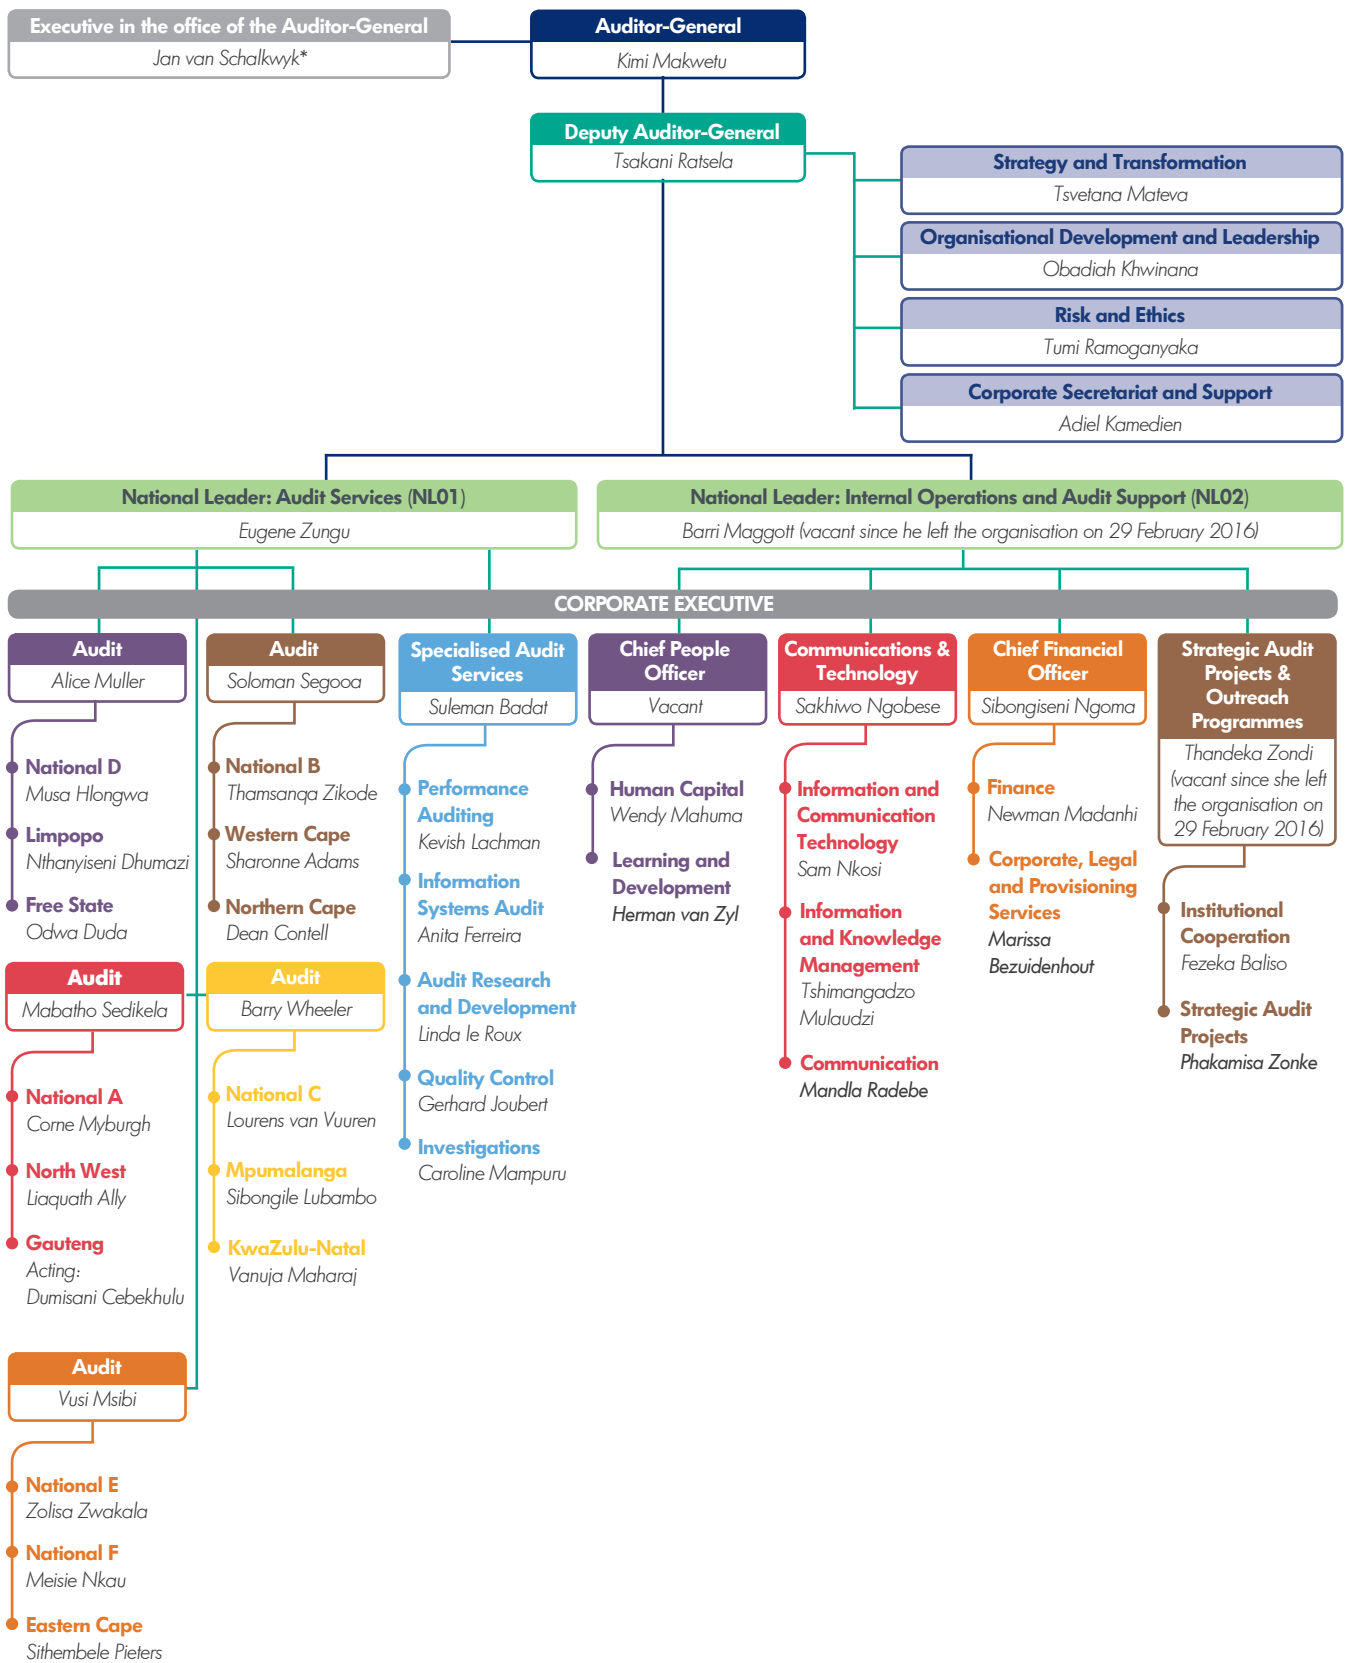 Executive in the office of the Auditor-General
Jan van Schalkwyk*
Auditor-General
Kimi Makwetu
Deputy Auditor-General
Tsakani Ratsela
Strategy and Transformation
Tsvetana Mateva
Organisational Development and Leadership
Obadiah Khwinana
Risk and Ethics
Tumi Ramoganyaka
Corporate Secretariat and Support
Adiel Kamedien
National Leader: Audit Services (NL01)
Eugene Zungu
National Leader: Internal Operations and Audit Support (NL02)
Barri Maggott (vacant since he left the organisation on 29 February 2016)
CORPORATE EXECUTIVE
Audit
Alice Muller
National D
Musa Hlongwa
Limpopo
Nthanyiseni Dhumazi
Free State
Odwa Duda
Audit
Soloman Segooa
National B
Thamsanqa Zikode
Western Cape
Sharonne Adams
Northern Cape
Dean Contell
Audit
Mabatho Sedikela
National A
Corne Myburgh
North West
Liaquath Ally
Gauteng
Acting:
Dumisani Cebekhulu
Audit
Barry Wheeler
National C
Lourens van Vuuren
Mpumalanga
Sibongile Lubambo
KwaZulu-Natal
Vanuja Maharaj
Audit
Vusi Msibi
National E
Zolisa Zwakala
National F
Meisie Nkau
Eastern Cape
Sithembele Pieters
Specialised Audit
Services
Suleman Badat
Performance
Auditing
Kevish Lachman
Information
Systems Audit
Anita Ferreira
Audit Research
and Development
Linda le Roux
Quality Control
Gerhard Joubert
Investigations
Caroline Mampuru
Chief People
Officer
Vacant
Human Capital
Wendy Mahuma
Learning and
Development
Herman van Zyl
Communications &
Technology
Sakhiwo Ngobese
Information and
Communication
Technology
Sam Nkosi
Information
and Knowledge
Management
Tshimangadzo
Mulaudzi
Communication
Mandla Radebe
Chief Financial
Officer
Sibongiseni Ngoma
Finance
Newman Madanhi
Corporate, Legal
and Provisioning
Services
Marissa
Bezuidenhout
Strategic Audit
Projects &
Outreach
Programmes
Thandeka Zondi
(vacant since she left
the organisation on
29 February 2016)
Institutional
Cooperation
Fezeka Baliso
Strategic Audit
Projects
Phakamisa Zonke